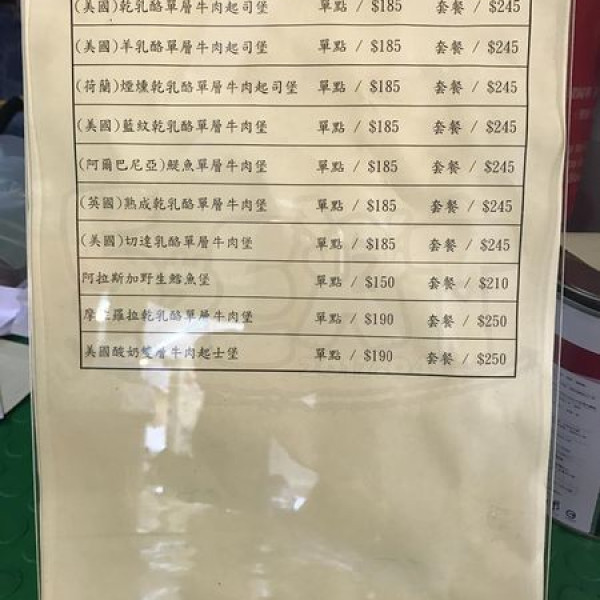 (美國)乾乳酪單層牛肉起司堡 單點 / $185 套餐 / $245
(美國)羊乳酪單層牛肉起司堡 單點 / $185 套餐 / $245
(荷蘭)煙燻乾乳酪單層牛肉起司堡 單點 / $185 套餐 / $245
(美國)藍紋乾乳酪單層牛肉堡 單點 / $185 套餐 / $245
(阿爾巴尼亞)鯷魚單層牛肉堡 單點 / $185 套餐 / $245
(英國)熟成乾乳酪單層牛肉堡 單點 / $185 套餐 / $245
(美國)切達乳酪單層牛肉堡 單點 / $185 套餐 / $245
阿拉斯加野生鱈魚堡 單點 / $150 套餐 / $210
摩 羅拉乾乳酪單層牛肉堡 單點 / $190 套餐 / $250
美國酸奶雙層牛肉起士堡 單點 / $190 套餐 / $250